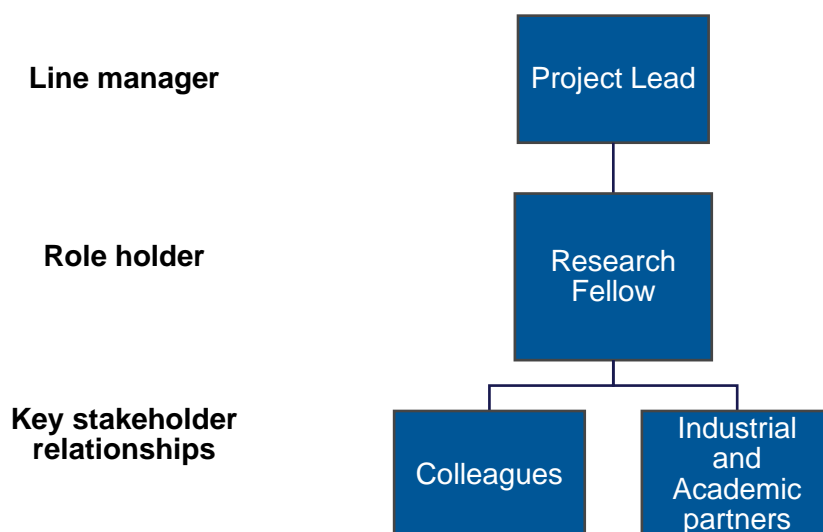 Line manager
Project Lead
Role holder
Research
Fellow
Key stakeholder
relationships
Colleagues
Industrial
and
Academic
partners